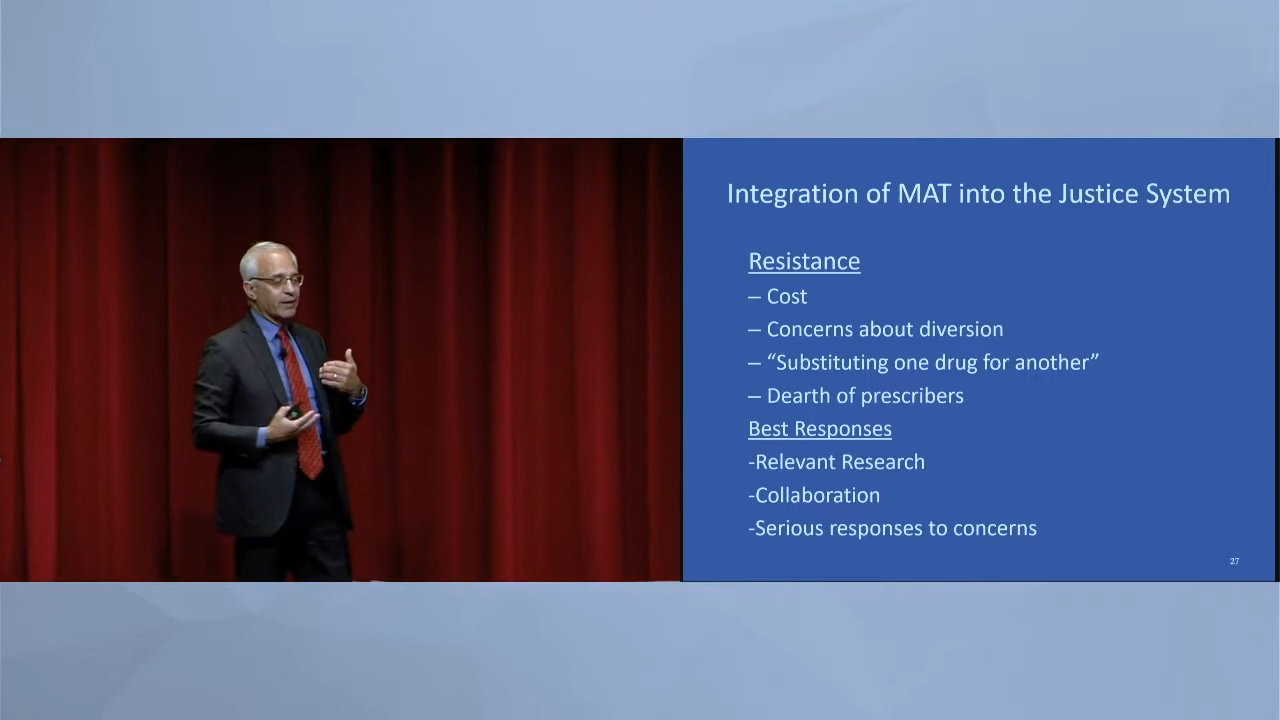 Integration of MAT into the Justice System
Resistance
– Cost
– Concerns about diversion
– “Substituting one drug for another”
– Dearth of prescribers
Best Responses
-Relevant Research
-Collaboration
-Serious responses to concerns
27